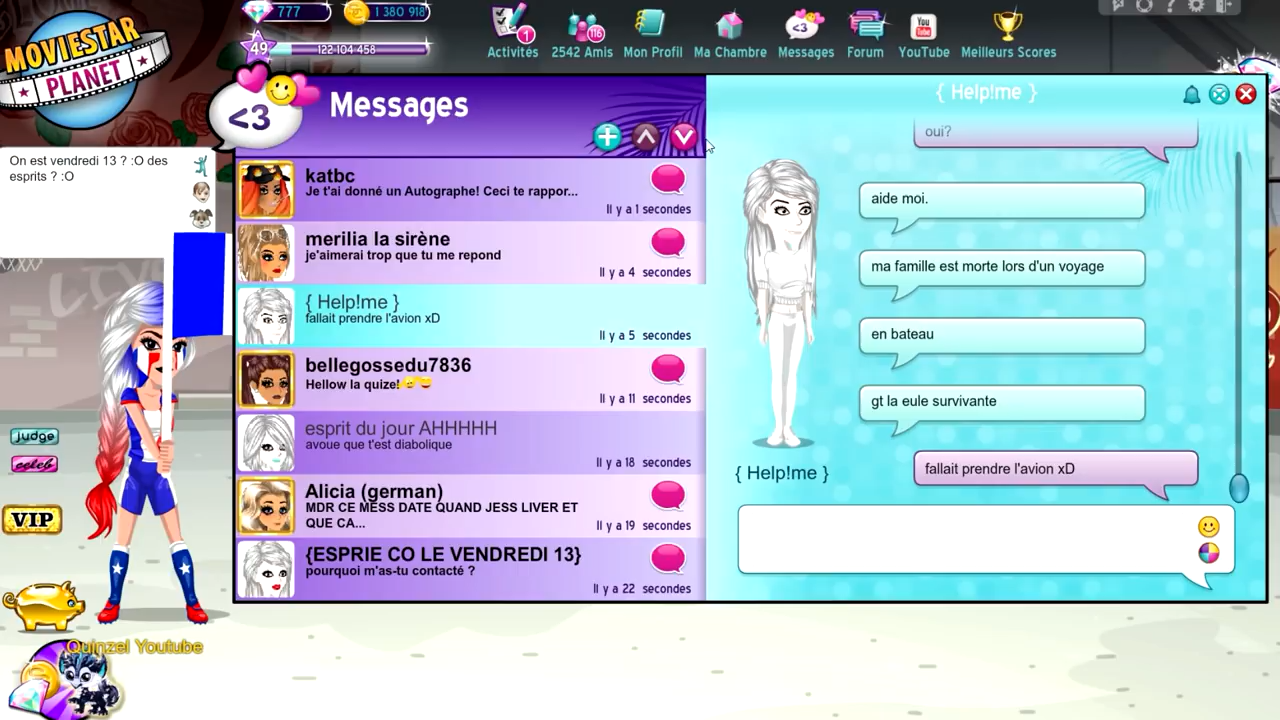 MOVIESTAR
PLANET
777
1 380 918
49
122 104 458
1
116
<3
You
Tube
Activités
2542 Amis
Mon Profil
Ma Chambre
Messages
Forum
YouTube
Meilleurs Scores
On est vendredi 13 ? :O des
esprits ? :O
judge
celeb
VIP
Quinzel Youtube
<3
Messages
katbc
Je t'ai donné un Autographe! Ceci te rappor...
Il y a 1 secondes
merilia la sirène
je'aimerai trop que tu me repond
Il y a 4 secondes
{ Help!me }
fallait prendre l'avion xD
Il y a 5 secondes
bellegossedu7836
Hellow la quize!
Il y a 11 secondes
esprit du jour AHHHHH
avoue que t'est diabolique
Il y a 18 secondes
Alicia (german)
MDR CE MESS DATE QUAND JESS LIVER ET
QUE CA...
Il y a 19 secondes
{ESPRIE CO LE VENDREDI 13}
pourquoi m'as-tu contacté ?
Il y a 22 secondes
{ Help!me }
oui?
aide moi.
ma famille est morte lors d'un voyage
en bateau
gt la eule survivante
fallait prendre l'avion xD
{ Help!me }